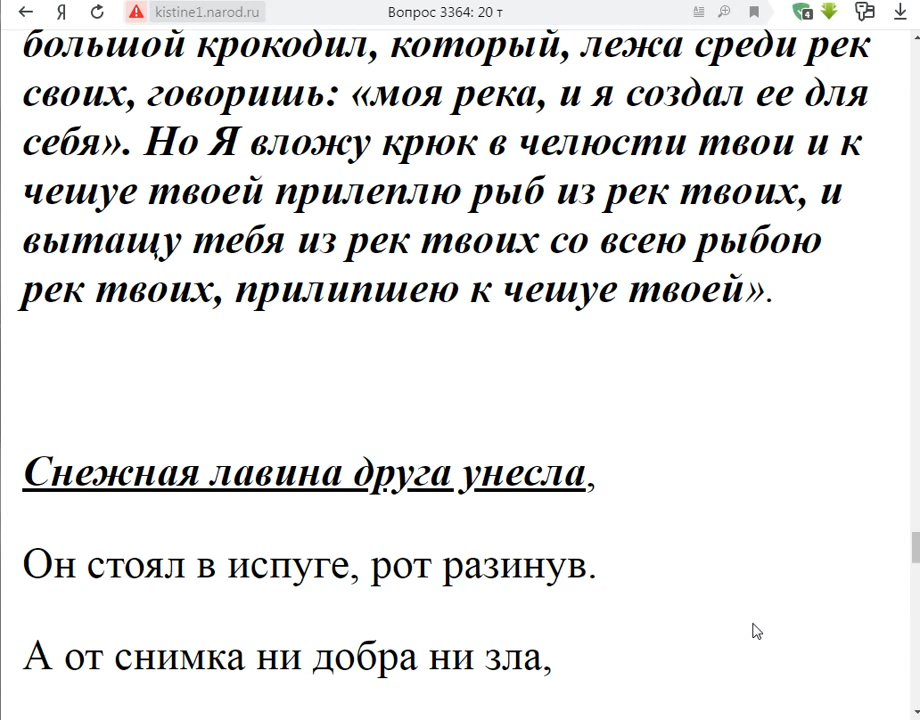 Я
kistine1.narod.ru
Вопрос 3364: 20 т
4
большой крокодил, который, лежа среди рек
своих, говоришь: «моя река, и я создал ее для
себя». Но Я вложу крюк в челюсти твои и к
чешуе твоей прилеплю рыб из рек твоих, и
вытащу тебя из рек твоих со всею рыбою
рек твоих, прилипшею к чешуе твоей».
Снежная лавина друга унесла,
Он стоял в испуге, рот разинув.
А от снимка ни добра ни зла,